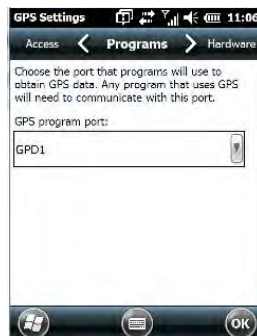 GPS Settings 11:06
Access Programs Hardware
Choose the port that programs will use to
obtain GPS data. Any program that uses GPS
will need to communicate with this port.
GPS program port:
GPD1
OK